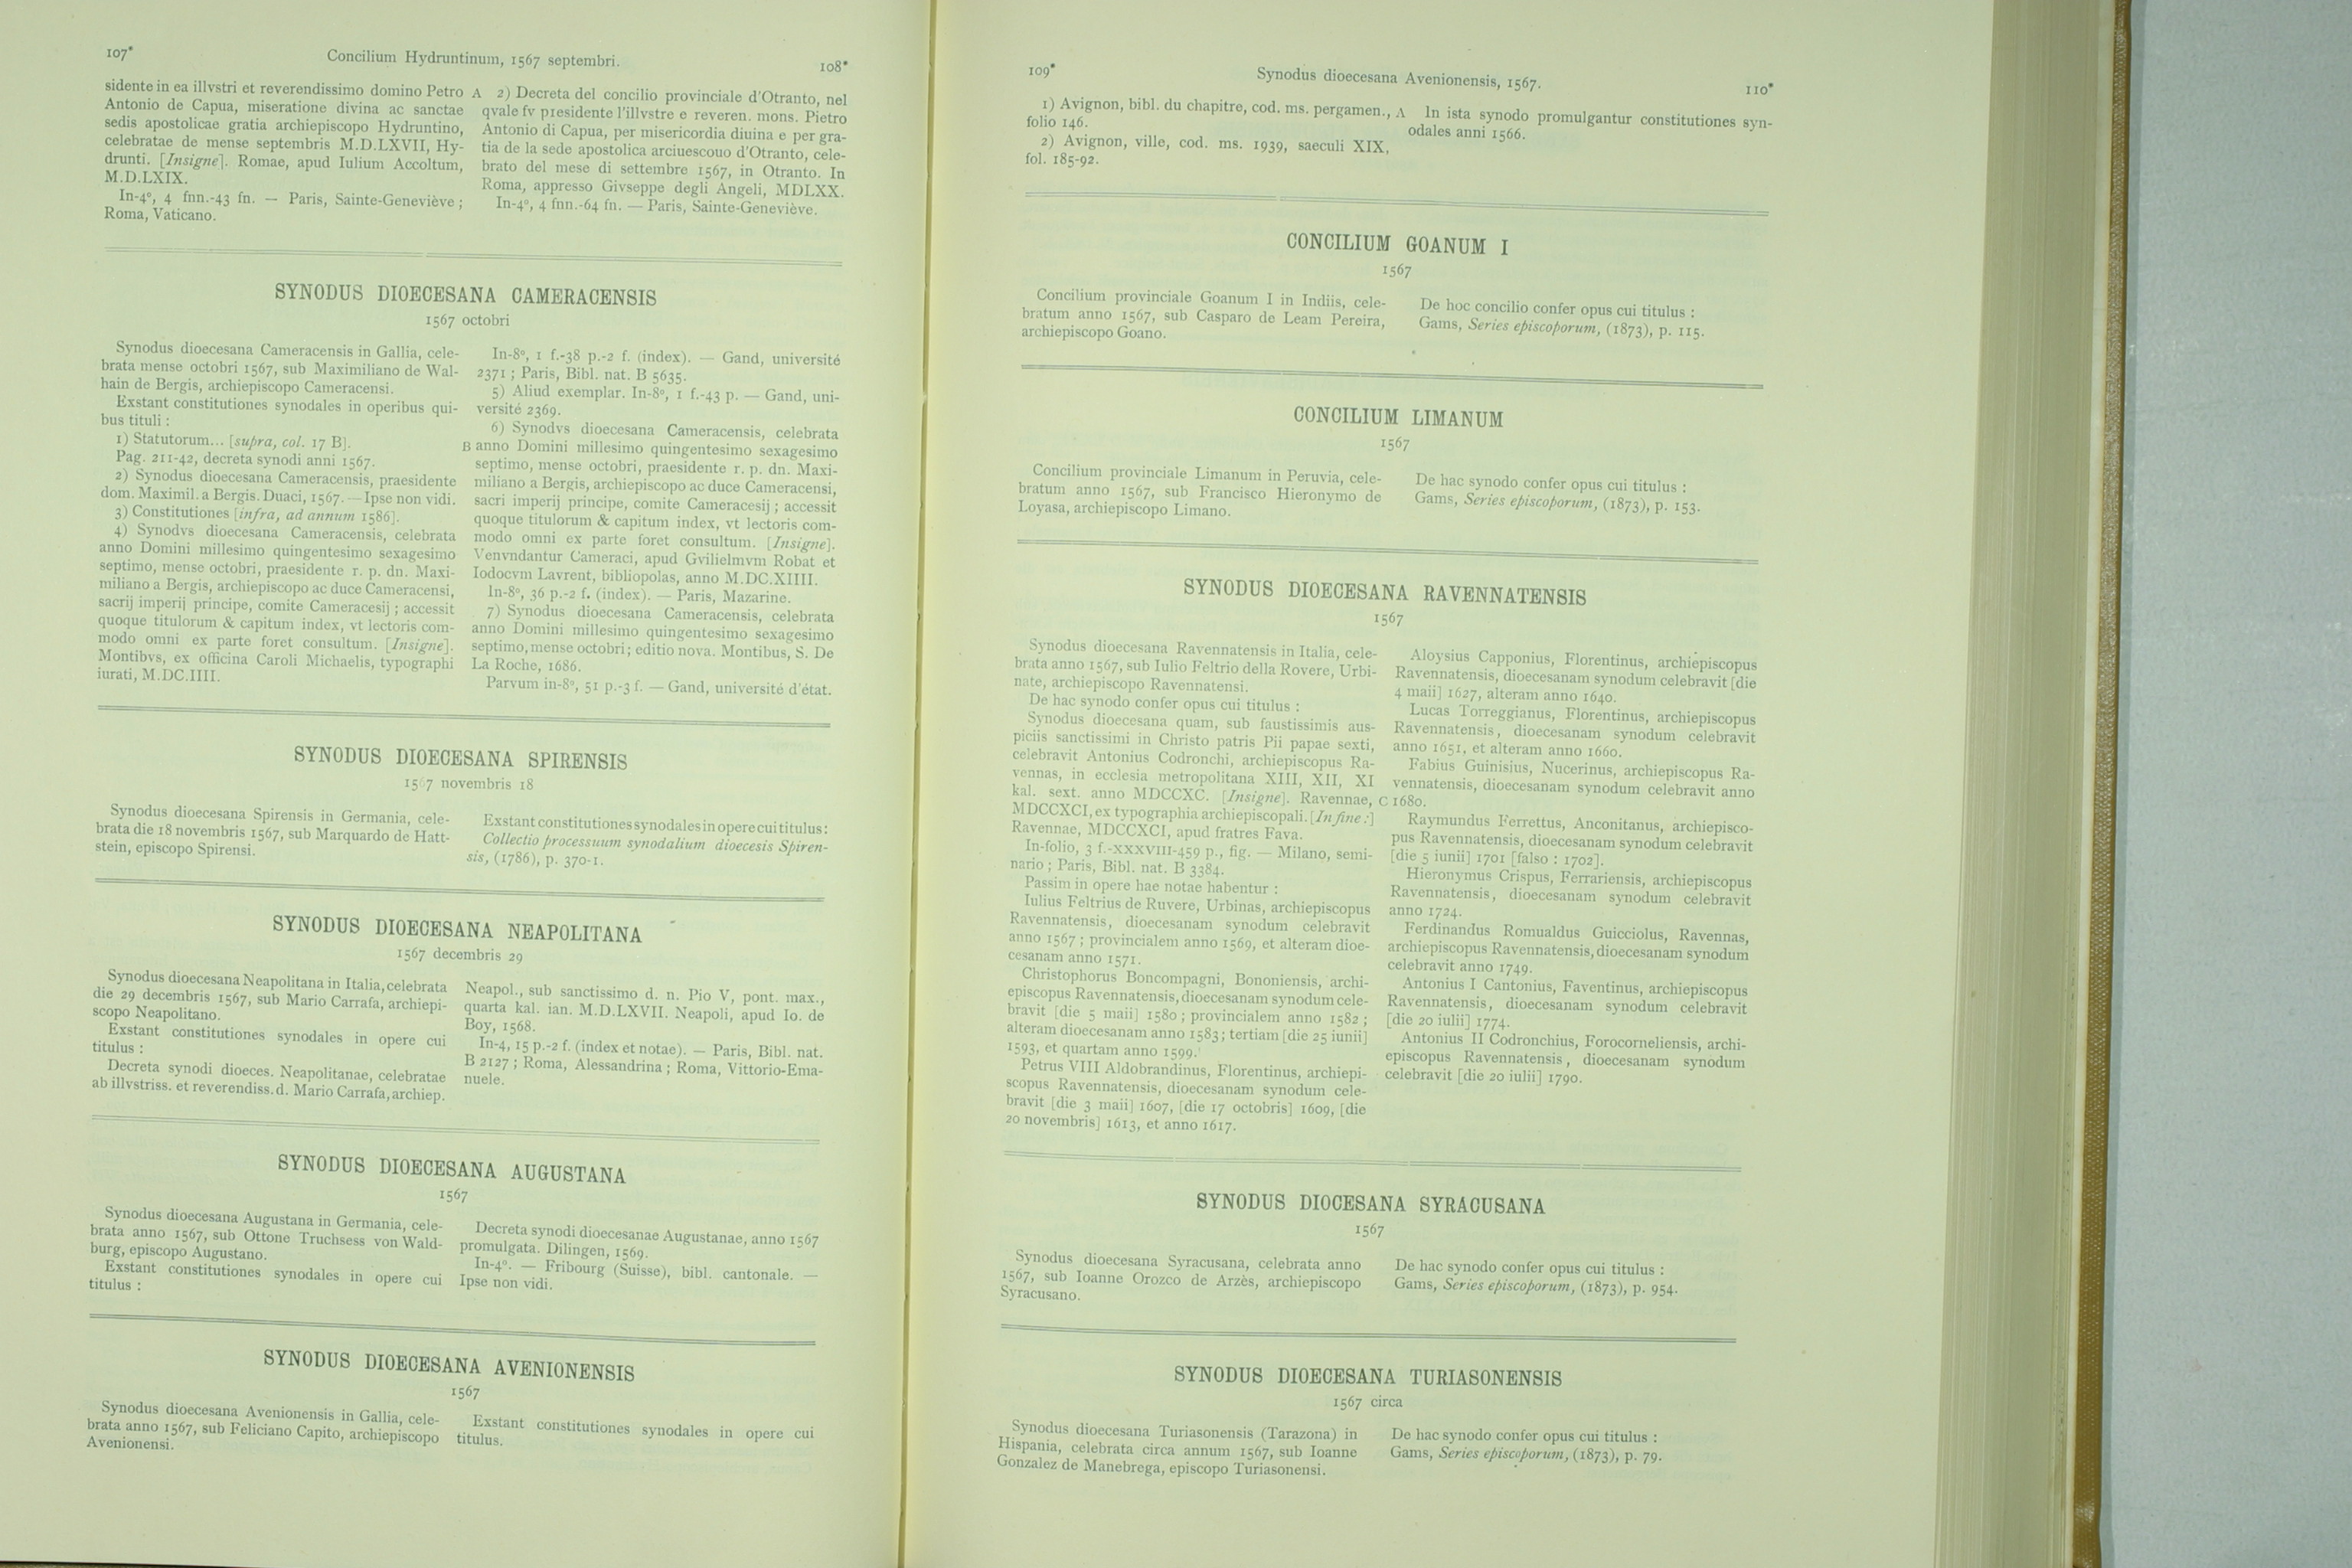 107*
Concilium Hydruntinum, 1567 septembri.
108*
sidente in ea illvstri et reverendissimo domino Petro
Antonio de Capua, miseratione divina ac sanctae
sedis apostolicae gratia archiepiscopo Hydruntino,
celebratae de mense septembris M.D.LXVII, Hy-
drunti. [Insigne]. Romae, apud Iulium Accoltum,
M.D.LXIX.
In-4º, 4 fnn.-43 fn. — Paris, Sainte-Geneviève ;
Roma, Vaticano.
A
2) Decreta del concilio provinciale d'Otranto, nel
qvale fv presidente l'illvstre e reveren. mons. Pietro
Antonio di Capua, per misericordia diuina e per gra-
tia de la sede apostolica arciuescouo d'Otranto, cele-
brato del mese di settembre 1567, in Otranto. In
Roma, appresso Givseppe degli Angeli, MDLXX.
In-4º, 4 fnn.-64 fn. — Paris, Sainte-Geneviève.
SYNODUS DIOECESANA CAMERACENSIS
1567 octobri
Synodus dioecesana Cameracensis in Gallia, cele-
brata mense octobri 1567, sub Maximiliano de Wal-
hain de Bergis, archiepiscopo Cameracensi.
Exstant constitutiones synodales in operibus qui-
bus tituli :
1) Statutorum... [supra, col. 17 B].
Pag. 211-42, decreta synodi anni 1567.
2) Synodus dioecesana Cameracensis, praesidente
dom. Maximil. a Bergis. Duaci, 1567. — Ipse non vidi.
3) Constitutiones [infra, ad annum 1586].
4) Synodvs dioecesana Cameracensis, celebrata
anno Domini millesimo quingentesimo sexagesimo
septimo, mense octobri, praesidente r. p. dn. Maxi-
miliano a Bergis, archiepiscopo ac duce Cameracensi,
sacrij imperij principe, comite Cameracesij ; accessit
quoque titulorum & capitum index, vt lectoris com-
modo omni ex parte foret consultum. [Insigne].
Montibvs, ex officina Caroli Michaelis, typographi
iurati, M.DC.IIII.
In-8º, 1 f.-38 p.-2 f. (index). — Gand, université
2371 ; Paris, Bibl. nat. B 5635.
5) Aliud exemplar. In-8º, 1 f.-43 p. — Gand, uni-
versité 2369.
6) Synodvs dioecesana Cameracensis, celebrata
B anno Domini millesimo quingentesimo sexagesimo
septimo, mense octobri, praesidente r. p. dn. Maxi-
miliano a Bergis, archiepiscopo ac duce Cameracensi,
sacri imperij principe, comite Cameracesij ; accessit
quoque titulorum & capitum index, vt lectoris com-
modo omni ex parte foret consultum. [Insigne].
Venvndantur Cameraci, apud Gvilielmvm Robat et
Iodocvm Lavrent, bibliopolas, anno M.DC.XIIII.
In-8º, 36 p.-2 f. (index). — Paris, Mazarine.
7) Synodus dioecesana Cameracensis, celebrata
anno Domini millesimo quingentesimo sexagesimo
septimo, mense octobri ; editio nova. Montibus, S. De
La Roche, 1686.
Parvum in-8º, 51 p.-3 f. — Gand, université d'état.
SYNODUS DIOECESANA SPIRENSIS
1567 novembris 18
Synodus dioecesana Spirensis in Germania, cele-
brata die 18 novembris 1567, sub Marquardo de Hatt-
stein, episcopo Spirensi.
Exstant constitutiones synodales in opere cui titulus :
Collectio processuum synodalium dioecesis Spiren-
sis, (1786), p. 370-1.
SYNODUS DIOECESANA NEAPOLITANA
1567 decembris 29
Synodus dioecesana Neapolitana in Italia, celebrata
die 29 decembris 1567, sub Mario Carrafa, archiepi-
scopo Neapolitano.
Exstant constitutiones synodales in opere cui
titulus :
Decreta synodi dioeces. Neapolitanae, celebratae
ab illvstriss. et reverendiss. d. Mario Carrafa, archiep.
Neapol., sub sanctissimo d. n. Pio V, pont. max.,
quarta kal. ian. M.D.LXVII. Neapoli, apud Io. de
Boy, 1568.
In-4, 15 p.-2 f. (index et notae). — Paris, Bibl. nat.
B 2127 ; Roma, Alessandrina ; Roma, Vittorio-Ema-
nuele.
SYNODUS DIOECESANA AUGUSTANA
1567
Synodus dioecesana Augustana in Germania, cele-
brata anno 1567, sub Ottone Truchsess von Wald-
burg, episcopo Augustano.
Exstant constitutiones synodales in opere cui
titulus :
Decreta synodi dioecesanae Augustanae, anno 1567
promulgata. Dilingen, 1569.
In-4º. — Fribourg (Suisse), bibl. cantonale. —
Ipse non vidi.
SYNODUS DIOECESANA AVENIONENSIS
1567
Synodus dioecesana Avenionensis in Gallia, cele-
brata anno 1567, sub Feliciano Capito, archiepiscopo
Avenionensi.
Exstant constitutiones synodales in opere cui
titulus.
109*
Synodus dioecesana Avenionensis, 1567.
110*
1) Avignon, bibl. du chapitre, cod. ms. pergamen.,
folio 146.
2) Avignon, ville, cod. ms. 1939, saeculi XIX,
fol. 185-92.
A
In ista synodo promulgantur constitutiones syn-
odales anni 1566.
CONCILIUM GOANUM I
1567
Concilium provinciale Goanum I in Indiis, cele-
bratum anno 1567, sub Casparo de Leam Pereira,
archiepiscopo Goano.
De hoc concilio confer opus cui titulus :
Gams, Series episcoporum, (1873), p. 115.
CONCILIUM LIMANUM
1567
Concilium provinciale Limanum in Peruvia, cele-
bratum anno 1567, sub Francisco Hieronymo de
Loyasa, archiepiscopo Limano.
De hac synodo confer opus cui titulus :
Gams, Series episcoporum, (1873), p. 153.
SYNODUS DIOECESANA RAVENNATENSIS
1567
Synodus dioecesana Ravennatensis in Italia, cele-
brata anno 1567, sub Iulio Feltrio della Rovere, Urbi-
nate, archiepiscopo Ravennatensi.
De hac synodo confer opus cui titulus :
Synodus dioecesana quam, sub faustissimis aus-
piciis sanctissimi in Christo patris Pii papae sexti,
celebravit Antonius Codronchi, archiepiscopus Ra-
vennas, in ecclesia metropolitana XIII, XII, XI
kal. sext. anno MDCCXC. [Insigne]. Ravennae,
MDCCXCI, ex typographia archiepiscopali. [In fine :]
Ravennae, MDCCXCI, apud fratres Fava.
In-folio, 3 f.-XXXVIII-459 p., fig. — Milano, semi-
nario ; Paris, Bibl. nat. B 3384.
Passim in opere hae notae habentur :
Iulius Feltrius de Ruvere, Urbinas, archiepiscopus
Ravennatensis, dioecesanam synodum celebravit
anno 1567 ; provincialem anno 1569, et alteram dioe-
cesanam anno 1571.
Christophorus Boncompagni, Bononiensis, archi-
episcopus Ravennatensis, dioecesanam synodum cele-
bravit [die 5 maii] 1580 ; provincialem anno 1582 ;
alteram dioecesanam anno 1583 ; tertiam [die 25 iunii]
1593, et quartam anno 1599.
Petrus VIII Aldobrandinus, Florentinus, archiepi-
scopus Ravennatensis, dioecesanam synodum cele-
bravit [die 3 maii] 1607, [die 17 octobris] 1609, [die
20 novembris] 1613, et anno 1617.
Aloysius Capponius, Florentinus, archiepiscopus
Ravennatensis, dioecesanam synodum celebravit [die
4 maii] 1627, alteram anno 1640.
Lucas Torreggianus, Florentinus, archiepiscopus
Ravennatensis, dioecesanam synodum celebravit
anno 1651, et alteram anno 1660.
Fabius Guinisius, Nucerinus, archiepiscopus Ra-
vennatensis, dioecesanam synodum celebravit anno
C 1680.
Raymundus Ferrettus, Anconitanus, archiepisco-
pus Ravennatensis, dioecesanam synodum celebravit
[die 5 iunii] 1701 [falso : 1702].
Hieronymus Crispus, Ferrariensis, archiepiscopus
Ravennatensis, dioecesanam synodum celebravit
anno 1724.
Ferdinandus Romualdus Guicciolus, Ravennas,
archiepiscopus Ravennatensis, dioecesanam synodum
celebravit anno 1749.
Antonius I Cantonius, Faventinus, archiepiscopus
Ravennatensis, dioecesanam synodum celebravit
[die 20 iulii] 1774.
Antonius II Codronchius, Forocorneliensis, archi-
episcopus Ravennatensis, dioecesanam synodum
celebravit [die 20 iulii] 1790.
SYNODUS DIOCESANA SYRACUSANA
1567
Synodus dioecesana Syracusana, celebrata anno
1567, sub Ioanne Orozco de Arzès, archiepiscopo
Syracusano.
De hac synodo confer opus cui titulus :
Gams, Series episcoporum, (1873), p. 954.
SYNODUS DIOECESANA TURIASONENSIS
1567 circa
Synodus dioecesana Turiasonensis (Tarazona) in
Hispania, celebrata circa annum 1567, sub Ioanne
Gonzalez de Manebrega, episcopo Turiasonensi.
De hac synodo confer opus cui titulus :
Gams, Series episcoporum, (1873), p. 79.